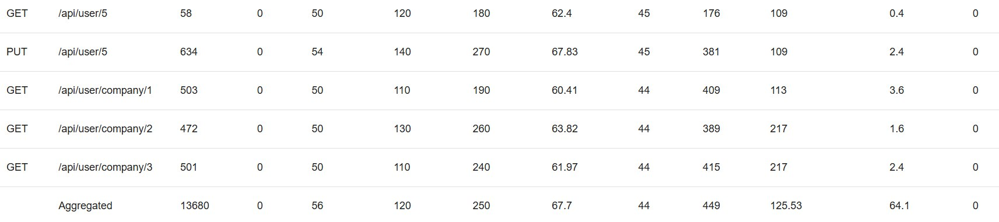 GET /api/user/5 58 0 50 120 180 62.4 45 176 109 0.4 0
PUT /api/user/5 634 0 54 140 270 67.83 45 381 109 2.4 0
GET /api/user/company/1 503 0 50 110 190 60.41 44 409 113 3.6 0
GET /api/user/company/2 472 0 50 130 260 63.82 44 389 217 1.6 0
GET /api/user/company/3 501 0 50 110 240 61.97 44 415 217 2.4 0
Aggregated 13680 0 56 120 250 67.7 44 449 125.53 64.1 0